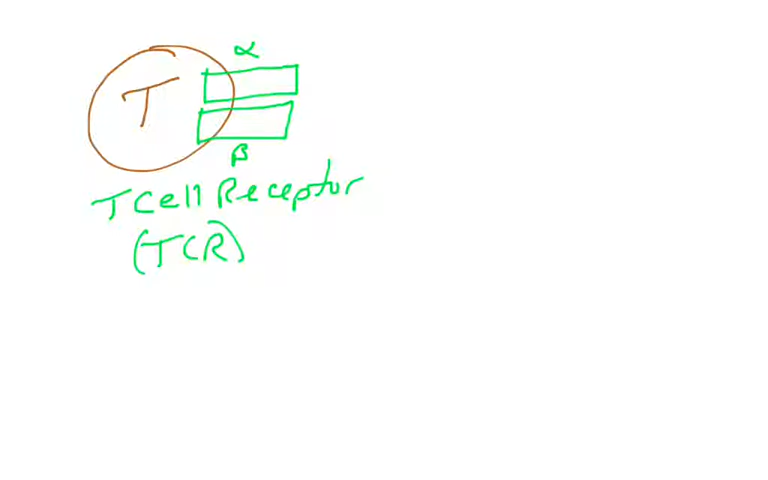 α
T
β
T Cell Receptor
(TCR)